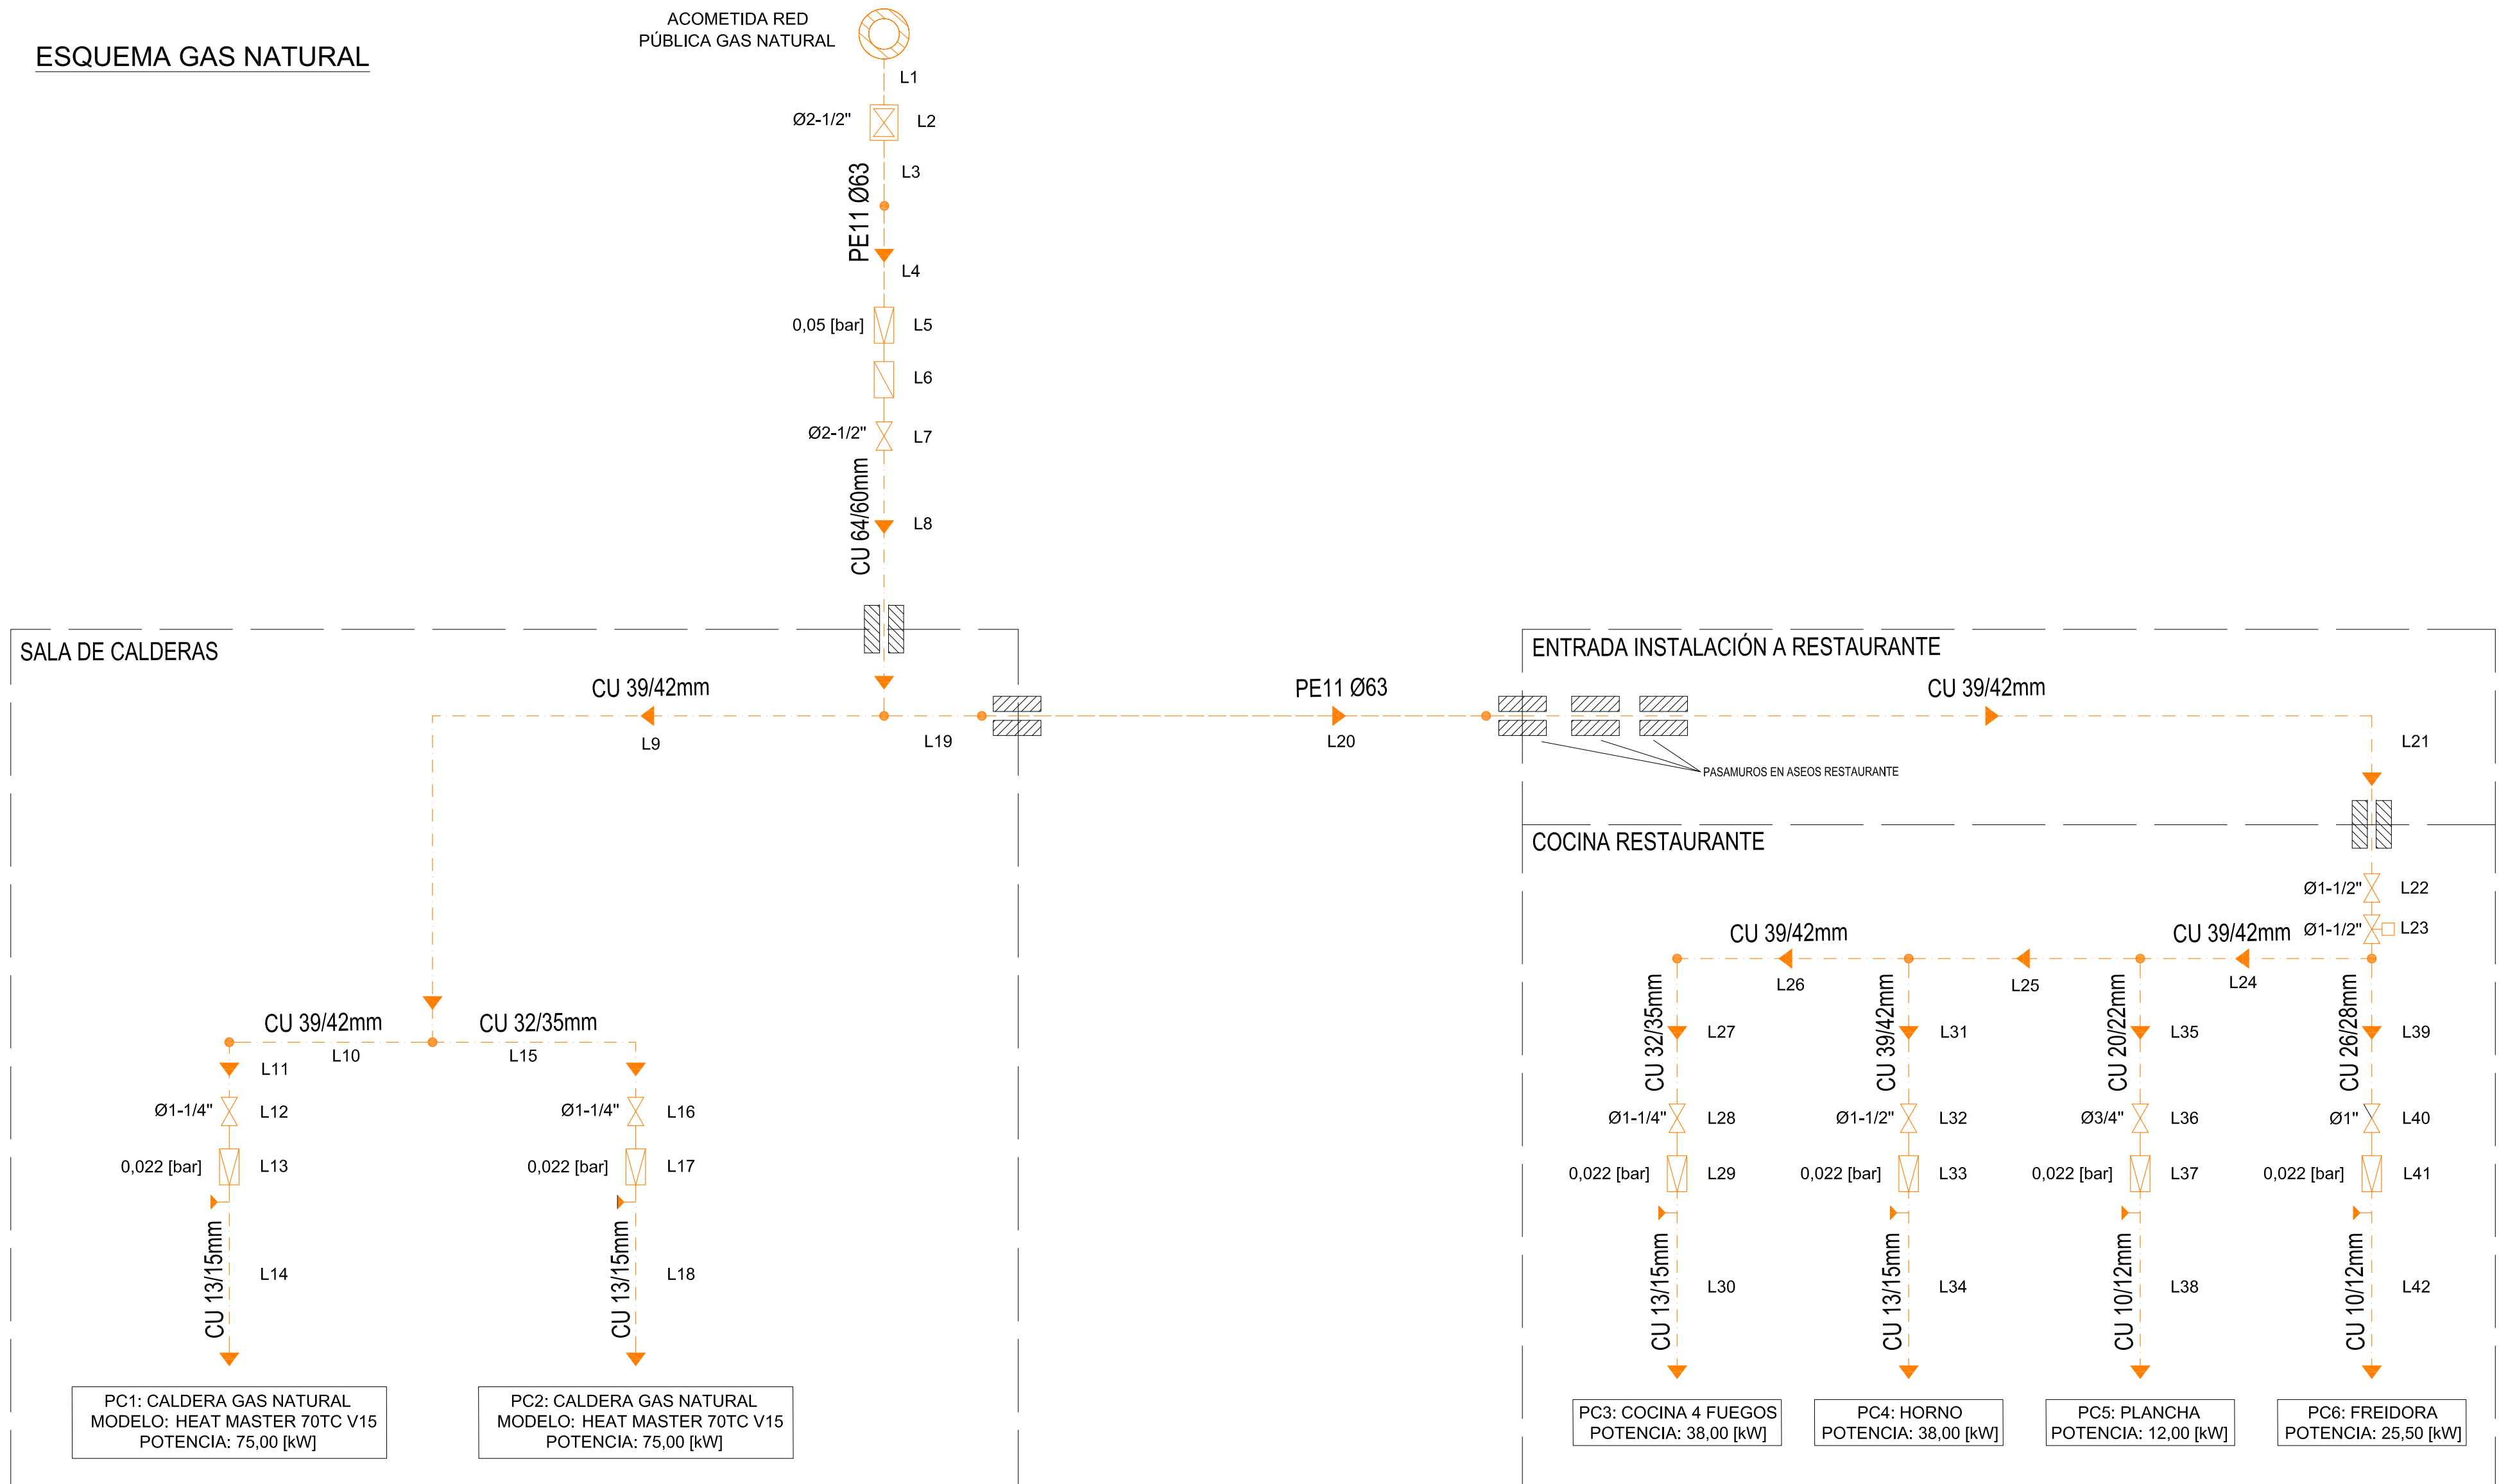 ESQUEMA GAS NATURAL
ACOMETIDA RED
PÚBLICA GAS NATURAL
L1
Ø2-1/2"
L2
L3
PE11 Ø63
L4
0,05 [bar]
L5
L6
Ø2-1/2"
L7
CU 64/60mm
L8
SALA DE CALDERAS
CU 39/42mm
L9
L19
PE11 Ø63
L20
ENTRADA INSTALACIÓN A RESTAURANTE
CU 39/42mm
L21
PASAMUROS EN ASEOS RESTAURANTE
CU 39/42mm
CU 32/35mm
L10
L15
L11
Ø1-1/4"
L12
Ø1-1/4"
L16
0,022 [bar]
L13
0,022 [bar]
L17
CU 13/15mm
L14
CU 13/15mm
L18
PC1: CALDERA GAS NATURAL
MODELO: HEAT MASTER 70TC V15
POTENCIA: 75,00 [kW]
PC2: CALDERA GAS NATURAL
MODELO: HEAT MASTER 70TC V15
POTENCIA: 75,00 [kW]
COCINA RESTAURANTE
Ø1-1/2"
L22
Ø1-1/2"
L23
CU 39/42mm
CU 39/42mm
L26
L25
L24
CU 32/35mm
L27
CU 39/42mm
L31
CU 20/22mm
L35
CU 26/28mm
L39
Ø1-1/4"
L28
Ø1-1/2"
L32
Ø3/4"
L36
Ø1"
L40
0,022 [bar]
L29
0,022 [bar]
L33
0,022 [bar]
L37
0,022 [bar]
L41
CU 13/15mm
L30
CU 13/15mm
L34
CU 10/12mm
L38
CU 10/12mm
L42
PC3: COCINA 4 FUEGOS
POTENCIA: 38,00 [kW]
PC4: HORNO
POTENCIA: 38,00 [kW]
PC5: PLANCHA
POTENCIA: 12,00 [kW]
PC6: FREIDORA
POTENCIA: 25,50 [kW]